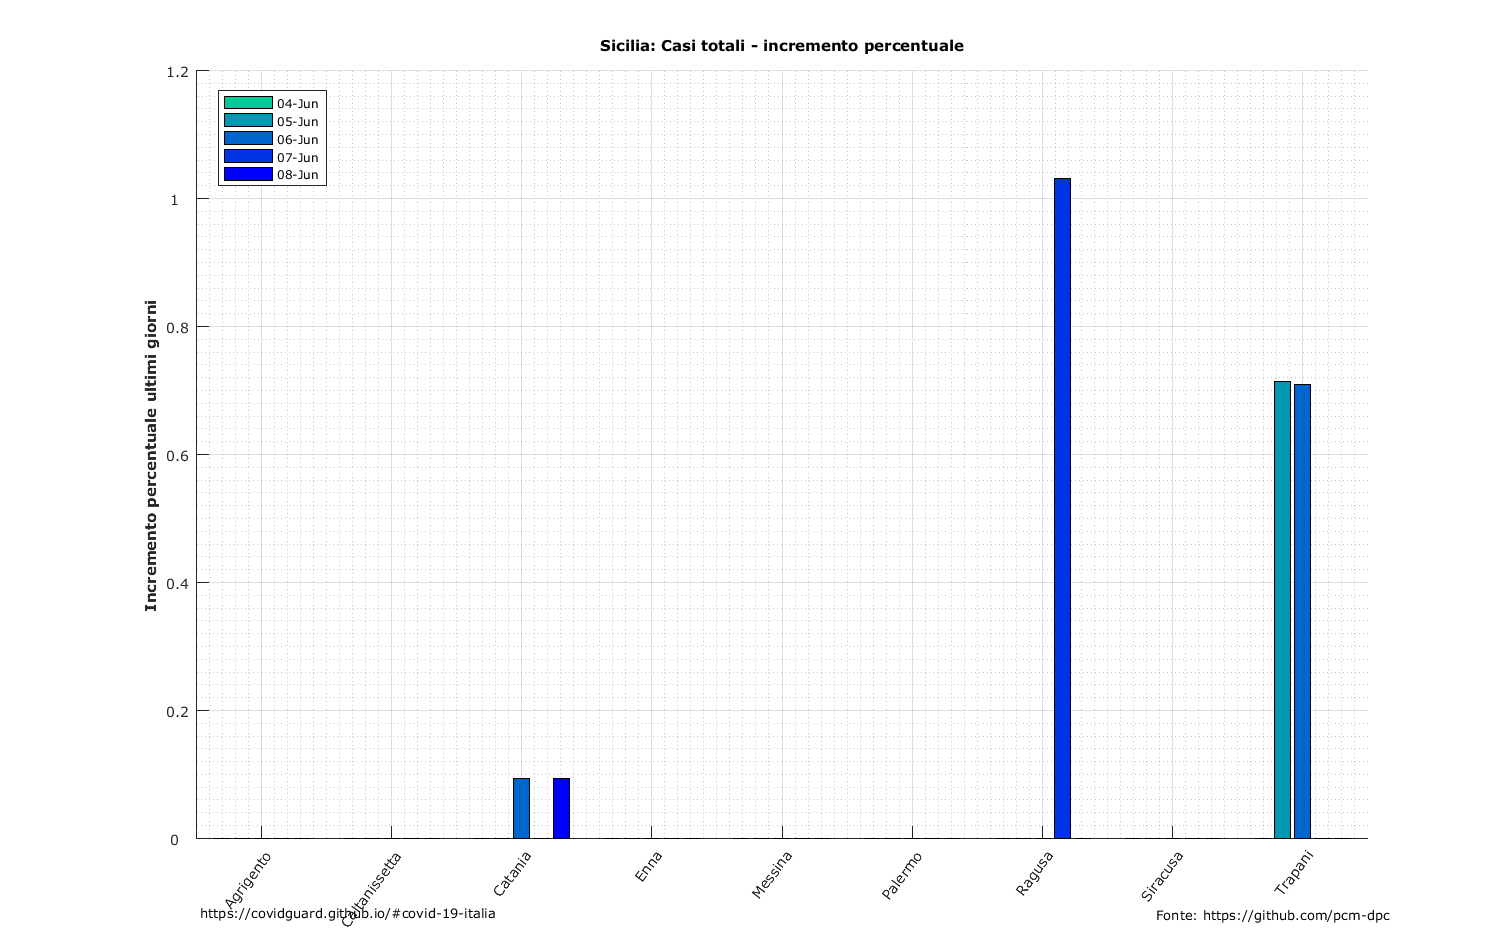 Sicilia: Casi totali - incremento percentuale
1.2
1
0.8
0.6
0.4
0.2
0
Incremento percentuale ultimi giorni
04-Jun
05-Jun
06-Jun
07-Jun
08-Jun
Agrigento
Caltanissetta
Catania
Enna
Messina
Palermo
Ragusa
Siracusa
Trapani
https://covidguard.github.io/#covid-19-italia
Fonte: https://github.com/pcm-dpc